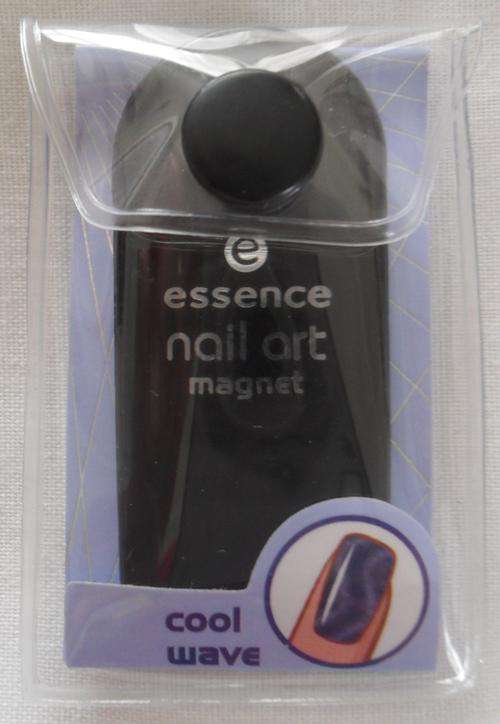 e
essence
nail art
magnet
cool
wave